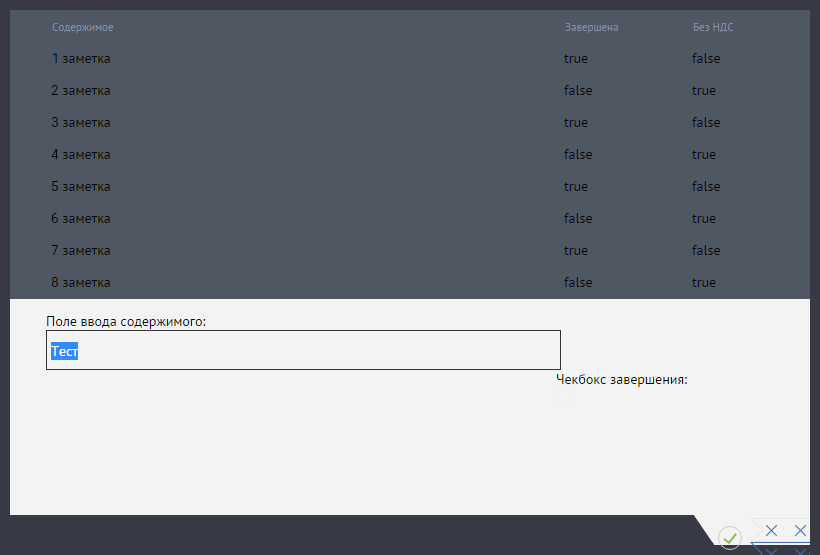 Содержимое Завершена Без НДС
1 заметка true false
2 заметка false true
3 заметка true false
4 заметка false true
5 заметка true false
6 заметка false true
7 заметка true false
8 заметка false true
Поле ввода содержимого:
Тест
Чекбокс завершения: